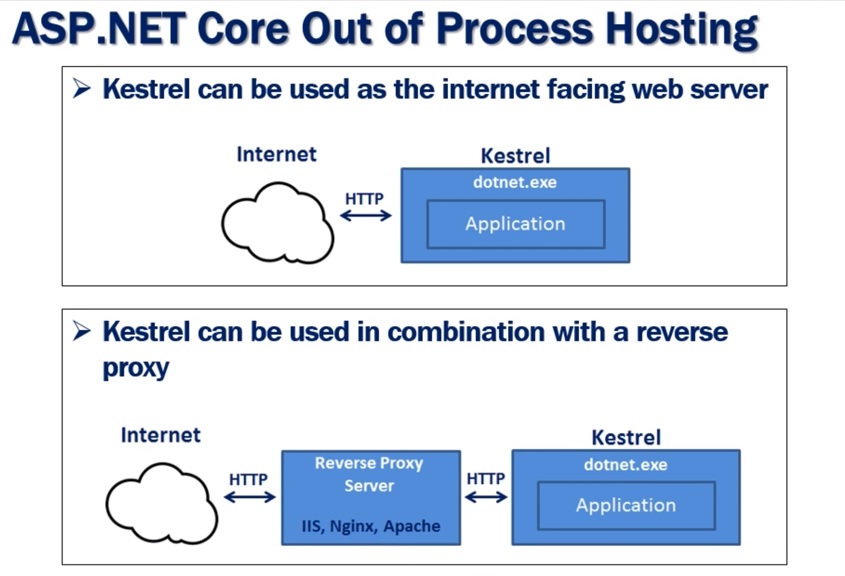 ASP.NET Core Out of Process Hosting
➢ Kestrel can be used as the internet facing web server
Internet
Kestrel
HTTP
dotnet.exe
Application
➢ Kestrel can be used in combination with a reverse
proxy
Internet
HTTP
Reverse Proxy
Server
IIS, Nginx, Apache
HTTP
Kestrel
dotnet.exe
Application